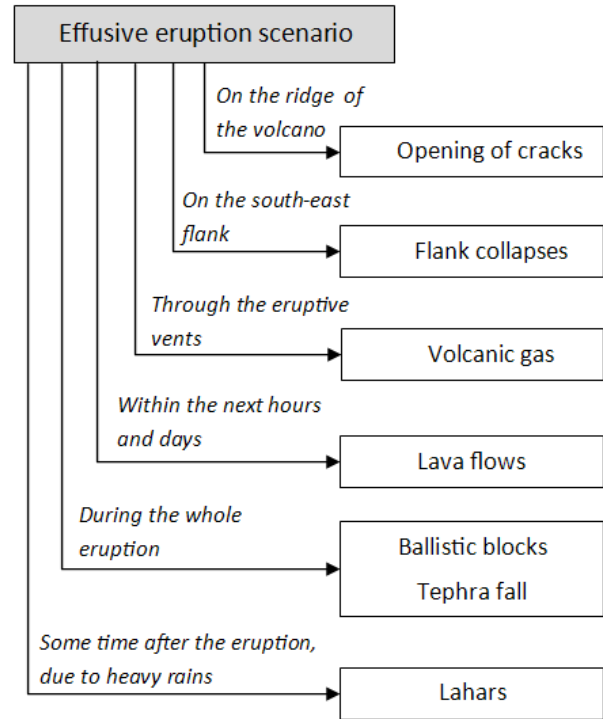 Effusive eruption scenario
On the ridge of
the volcano
Opening of cracks
On the south-east
flank
Flank collapses
Through the eruptive
vents
Volcanic gas
Within the next hours
and days
Lava flows
During the whole
eruption
Ballistic blocks
Tephra fall
Some time after the eruption,
due to heavy rains
Lahars